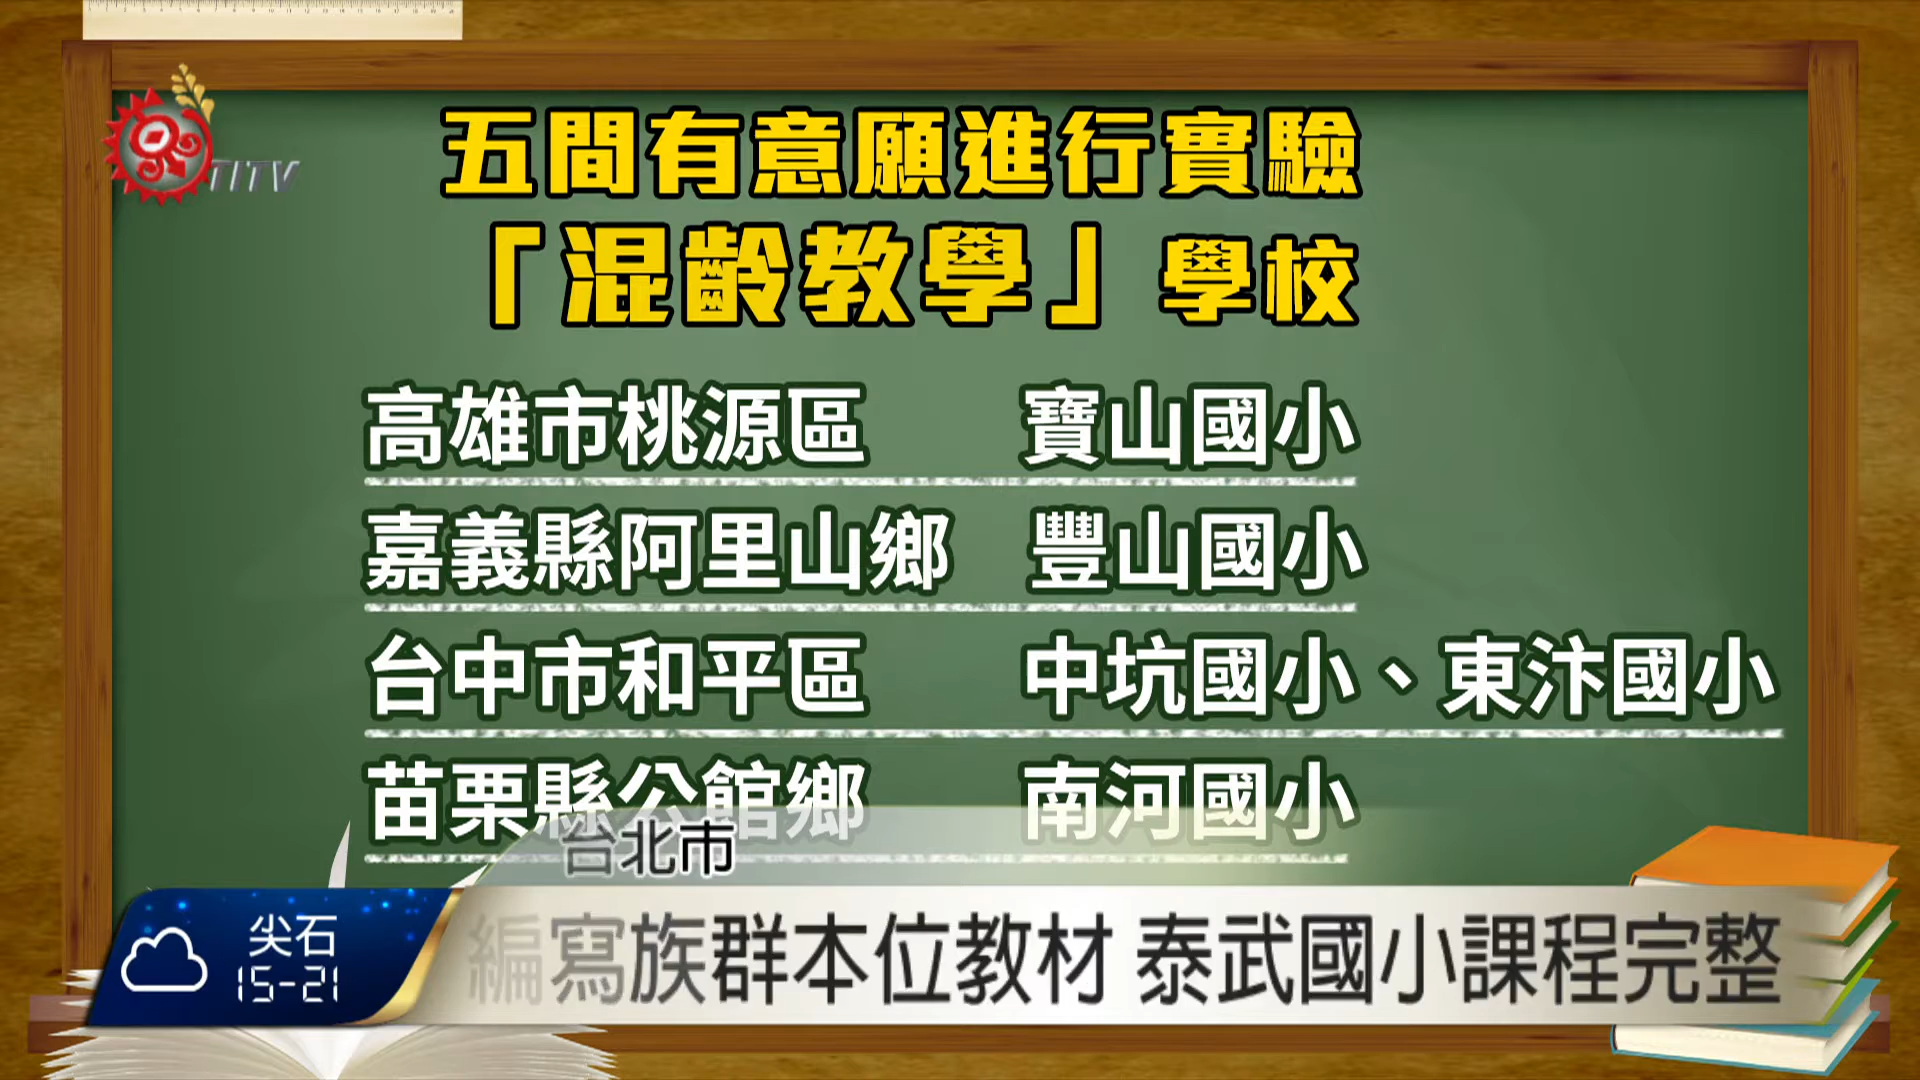 TITV
五間有意願進行實驗
「混齡教學」學校
高雄市桃源區 寶山國小
嘉義縣阿里山鄉 豐山國小
台中市和平區 中坑國小、東汴國小
苗栗縣公館鄉 南河國小
台北市
尖石
15-21
編寫族群本位教材 泰武國小課程完整